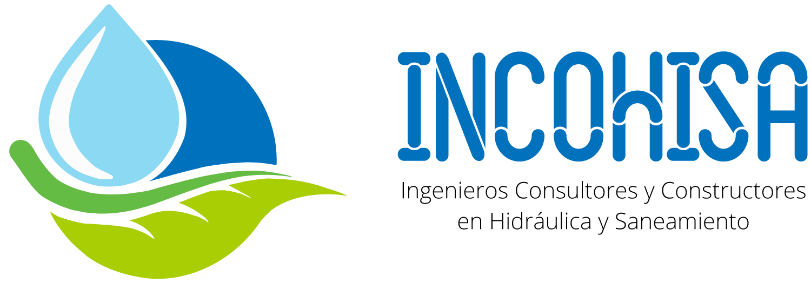 INCOHISA
Ingenieros Consultores y Constructores
en Hidráulica y Saneamiento